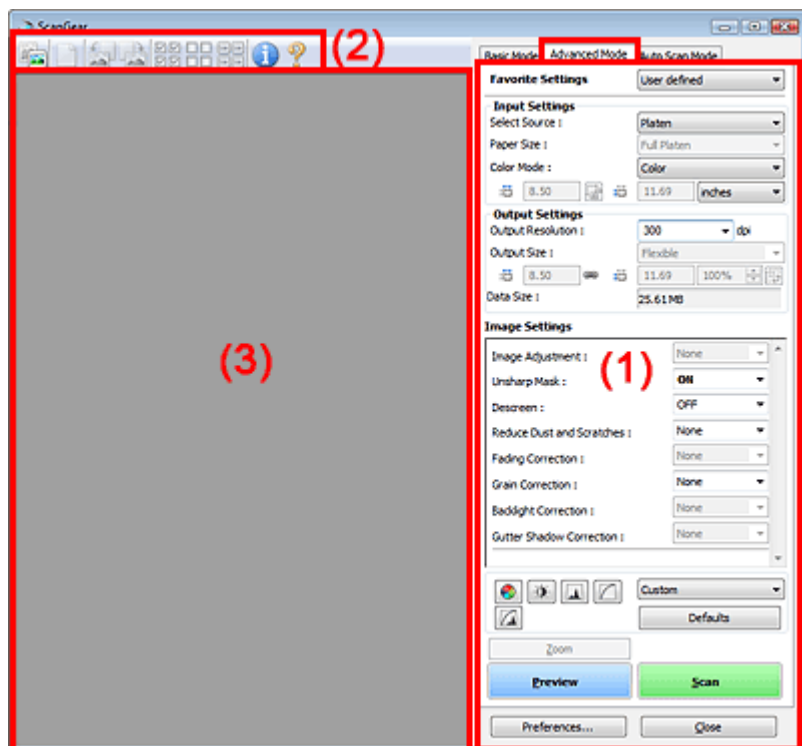 ScanGear
(2)
Basic Mode Advanced Mode Auto Scan Mode
Favorite Settings User defined
Input Settings
Select Source : Platen
Paper Size : Full Platen
Color Mode : Color
8.50 11.69 inches
Output Settings
Output Resolution : 300 dpi
Output Size : Flexible
8.50 11.69 100%
Data Size : 25.61 MB
Image Settings
(3)
(1)
Image Adjustment : None
Unsharp Mask : ON
Descreen : OFF
Reduce Dust and Scratches : None
Fading Correction : None
Grain Correction : None
Backlight Correction : None
Gutter Shadow Correction : None
Custom
Defaults
Zoom
Preview Scan
Preferences... Close